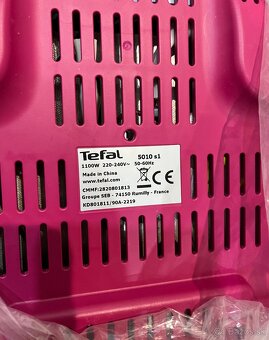 Tefal 5010 s1
1100W 220-240V~ 50-60Hz
Made in China
www.tefal.com
CMMF:2820801813
Groupe SEB - 74150 Rumilly - France
KD801811/90A-2219